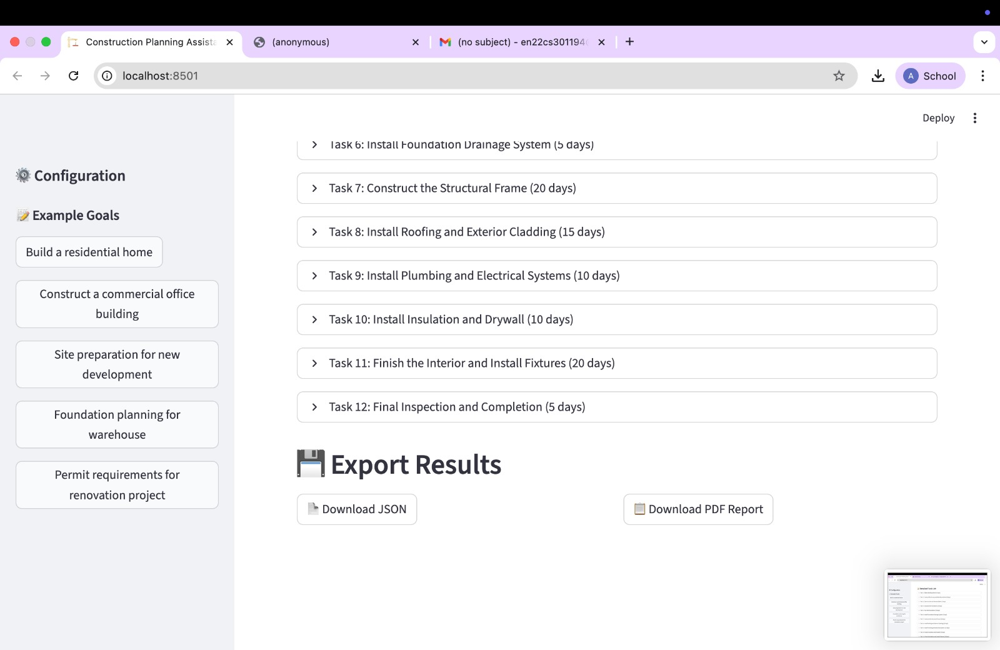 Construction Planning Assista
(anonymous)
(no subject) - en22cs301194
localhost:8501
A
School
Deploy
Configuration
Example Goals
Build a residential home
Construct a commercial office
building
Site preparation for new
development
Foundation planning for
warehouse
Permit requirements for
renovation project
Task 6: Install Foundation Drainage System (5 days)
Task 7: Construct the Structural Frame (20 days)
Task 8: Install Roofing and Exterior Cladding (15 days)
Task 9: Install Plumbing and Electrical Systems (10 days)
Task 10: Install Insulation and Drywall (10 days)
Task 11: Finish the Interior and Install Fixtures (20 days)
Task 12: Final Inspection and Completion (5 days)
Export Results
Download JSON
Download PDF Report